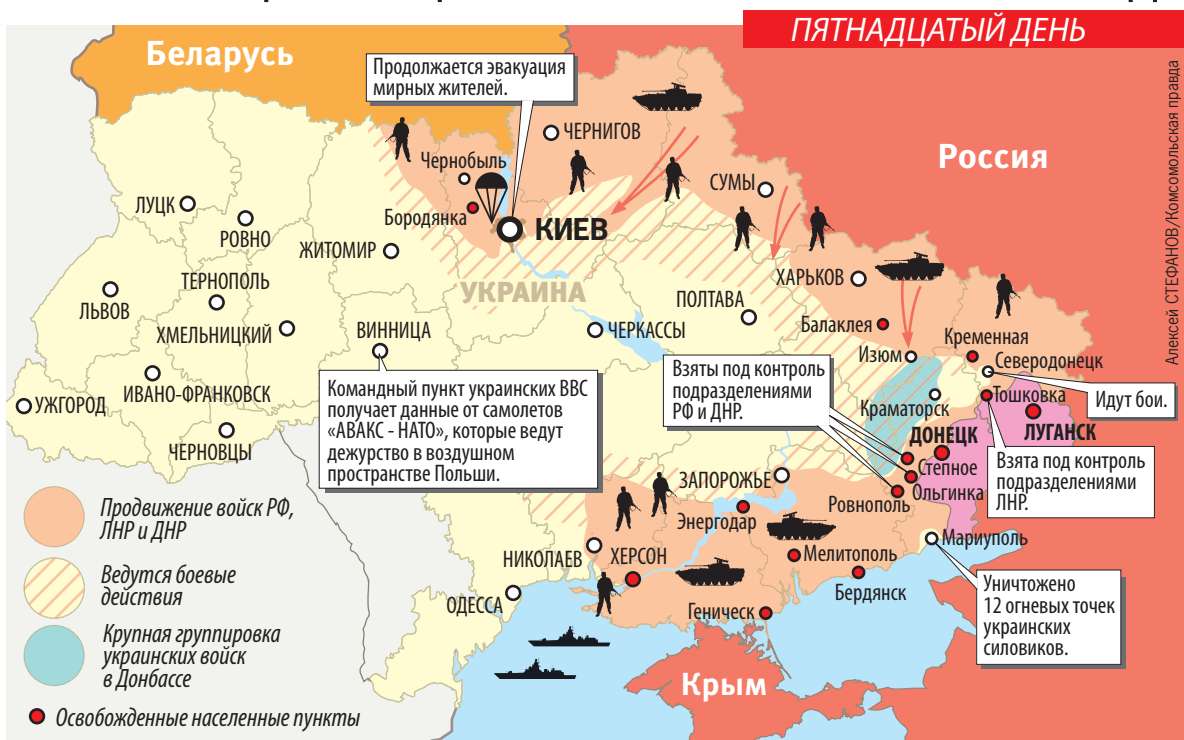 ПЯТНАДЦАТЫЙ ДЕНЬ
Беларусь
Продолжается эвакуация
мирных жителей.
Россия
Алексей СТЕФАНОВ/Комсомольская правда
ЧЕРНИГОВ
Чернобыль
СУМЫ
Бородянка
КИЕВ
ЛУЦК
РОВНО
ЖИТОМИР
ХАРЬКОВ
ТЕРНОПОЛЬ
УКРАИНА
ПОЛТАВА
ЛЬВОВ
ХМЕЛЬНИЦКИЙ
ВИННИЦА
ЧЕРКАССЫ
Балаклея
Кременная
Изюм
Северодонецк
Взяты под контроль
подразделениями
РФ и ДНР.
Командный пункт украинских ВВС
получает данные от самолетов
«АВАКС - НАТО», которые ведут
дежурство в воздушном
пространстве Польши.
ИВАНО-ФРАНКОВСК
УЖГОРОД
ЧЕРНОВЦЫ
Краматорск
Тошковка
Идут бои.
ДОНЕЦК
ЛУГАНСК
Степное
Ольгинка
Взята под контроль
подразделениями
ЛНР.
ЗАПОРОЖЬЕ
Ровнополь
Энергодар
Мариуполь
НИКОЛАЕВ
ХЕРСОН
Мелитополь
Бердянск
ОДЕССА
Геническ
Уничтожено
12 огневых точек
украинских
силовиков.
Крым
Продвижение войск РФ,
ЛНР и ДНР
Ведутся боевые
действия
Крупная группировка
украинских войск
в Донбассе
Освобожденные населенные пункты